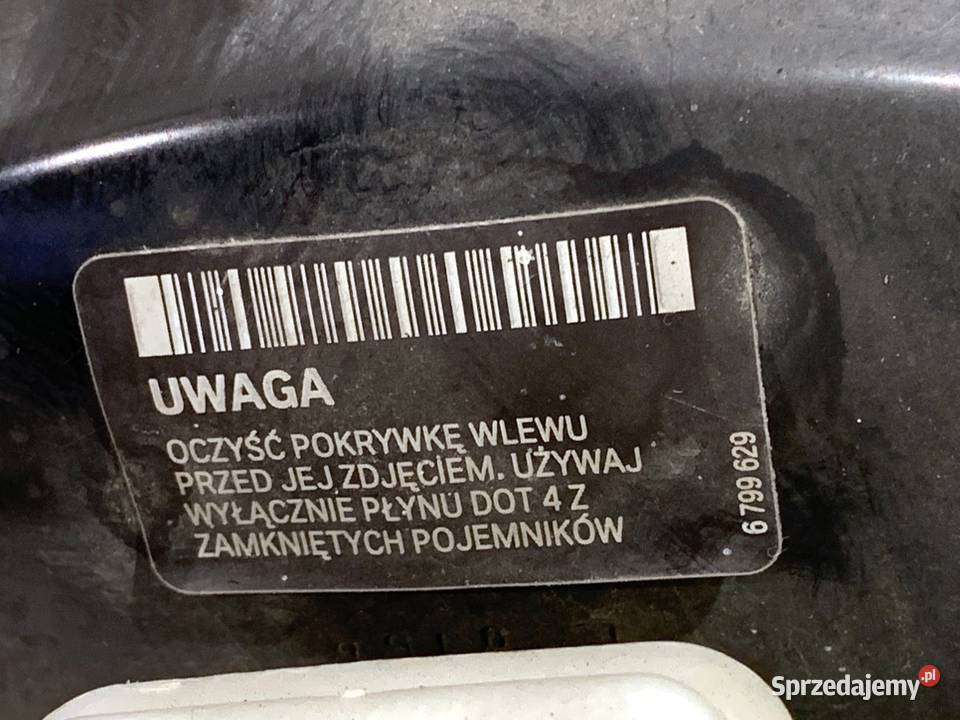 UWAGA
OCZYŚĆ POKRYWKĘ WLEWU
PRZED JEJ ZDJĘCIEM. UŻYWAJ
WYŁĄCZNIE PŁYNU DOT 4 Z
ZAMKNIĘTYCH POJEMNIKÓW
6 799 629
Sprzedajemy.pl